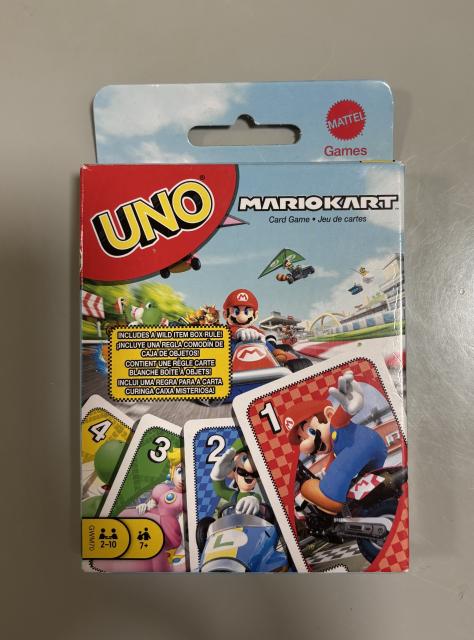 MATTEL
Games
UNO®
MARIOKART™
Card Game • Jeu de cartes
INCLUDES A WILD ITEM BOX RULE!
¡INCLUYE UNA REGLA COMODÍN DE
CAJA DE OBJETOS!
CONTIENT UNE RÈGLE CARTE
BLANCHE BOÎTE À OBJETS!
INCLUI UMA REGRA PARA A CARTA
CURINGA CAIXA MISTERIOSA!
4
3
2
1
M
L
GWM70
2-10
7+